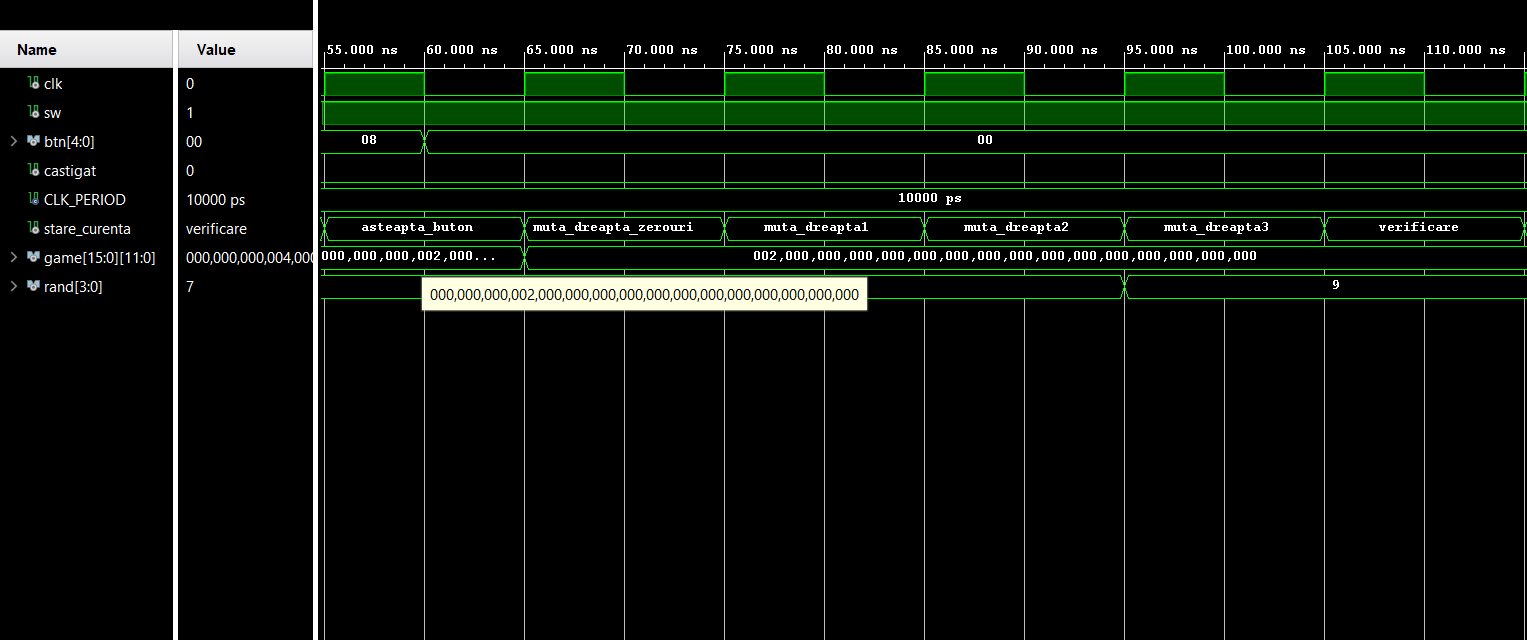 Name Value 55.000 ns 60.000 ns 65.000 ns 70.000 ns 75.000 ns 80.000 ns 85.000 ns 90.000 ns 95.000 ns 100.000 ns 105.000 ns 110.000 ns
clk 0
sw 1
btn[4:0] 00 08 00
castigat 0
CLK_PERIOD 10000 ps 10000 ps
stare_curenta verificare asteapta_buton muta_dreapta_zerouri muta_dreapta1 muta_dreapta2 muta_dreapta3 verificare
game[15:0][11:0] 000,000,000,004,000 000,000,000,002,000... 002,000,000,000,000,000,000,000,000,000,000,000,000,000,000,000
rand[3:0] 7 9
000,000,000,002,000,000,000,000,000,000,000,000,000,000,000,000